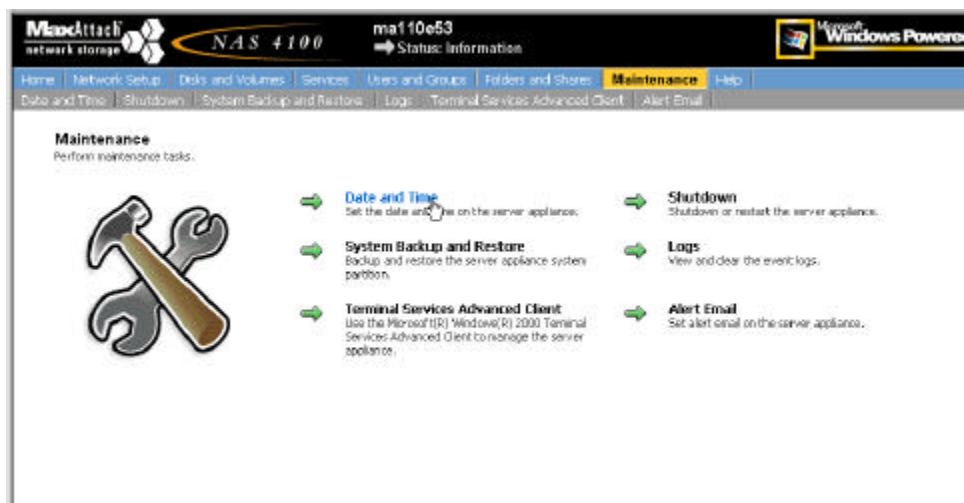 MaxAttach
network storage
NAS 4100
ma110e53
Status: Information
Microsoft
Windows Powered
Home Network Setup Disks and Volumes Services Users and Groups Folders and Shares Maintenance Help
Date and Time Shutdown System Backup and Restore Logs Terminal Services Advanced Client Alert Email
Maintenance
Perform maintenance tasks.
Date and Time
Set the date and time on the server appliance.
System Backup and Restore
Backup and restore the server appliance system
partition.
Terminal Services Advanced Client
Use the Microsoft(R) Windows(R) 2000 Terminal
Services Advanced Client to manage the server
appliance.
Shutdown
Shutdown or restart the server appliance.
Logs
View and clear the event logs.
Alert Email
Set alert email on the server appliance.